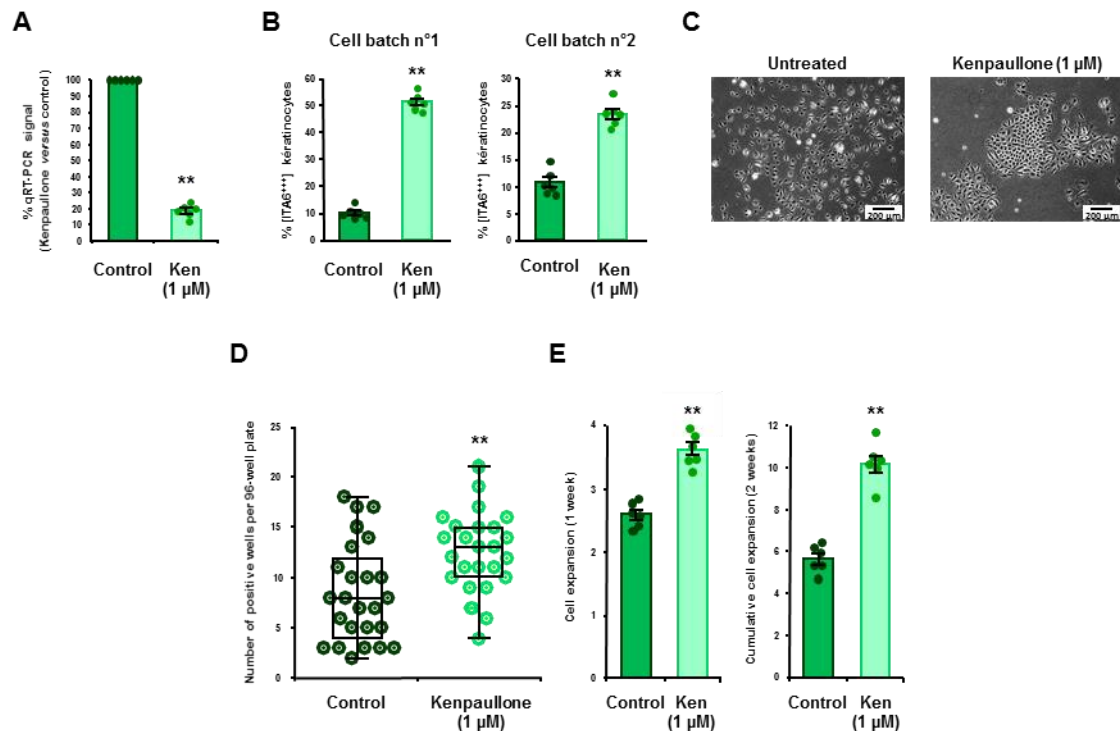 A
B
C
Cell batch n°1
Cell batch n°2
Untreated
Kenpaullone (1 µM)
% qRT-PCR signal
(Kenpaullone versus control)
100
90
80
70
60
50
40
30
20
10
0
**
Control
Ken
(1 µM)
% [ITA6+++] kératinocytes
60
50
40
30
20
10
0
**
Control
Ken
(1 µM)
% [ITA6+++] kératinocytes
30
25
20
15
10
5
0
**
Control
Ken
(1 µM)
200 µm
200 µm
D
E
Number of positive wells per 96-well plate
25
20
15
10
5
0
**
Control
Kenpaullone
(1 µM)
Cell expansion (1 week)
4
3
2
1
0
**
Control
Ken
(1 µM)
Cumulative cell expansion (2 weeks)
12
10
8
6
4
2
0
**
Control
Ken
(1 µM)